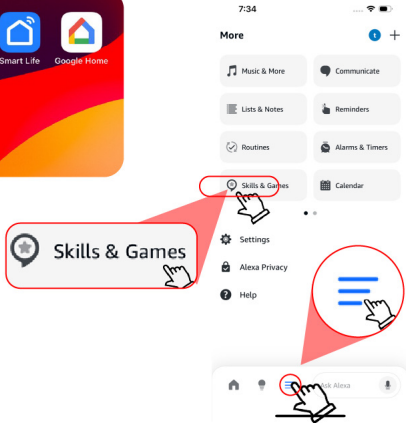 Smart Life
Google Home
7:34
More
t
Music & More
Communicate
Lists & Notes
Reminders
Routines
Alarms & Timers
Skills & Games
Calendar
Skills & Games
Settings
Alexa Privacy
Help
Ask Alexa